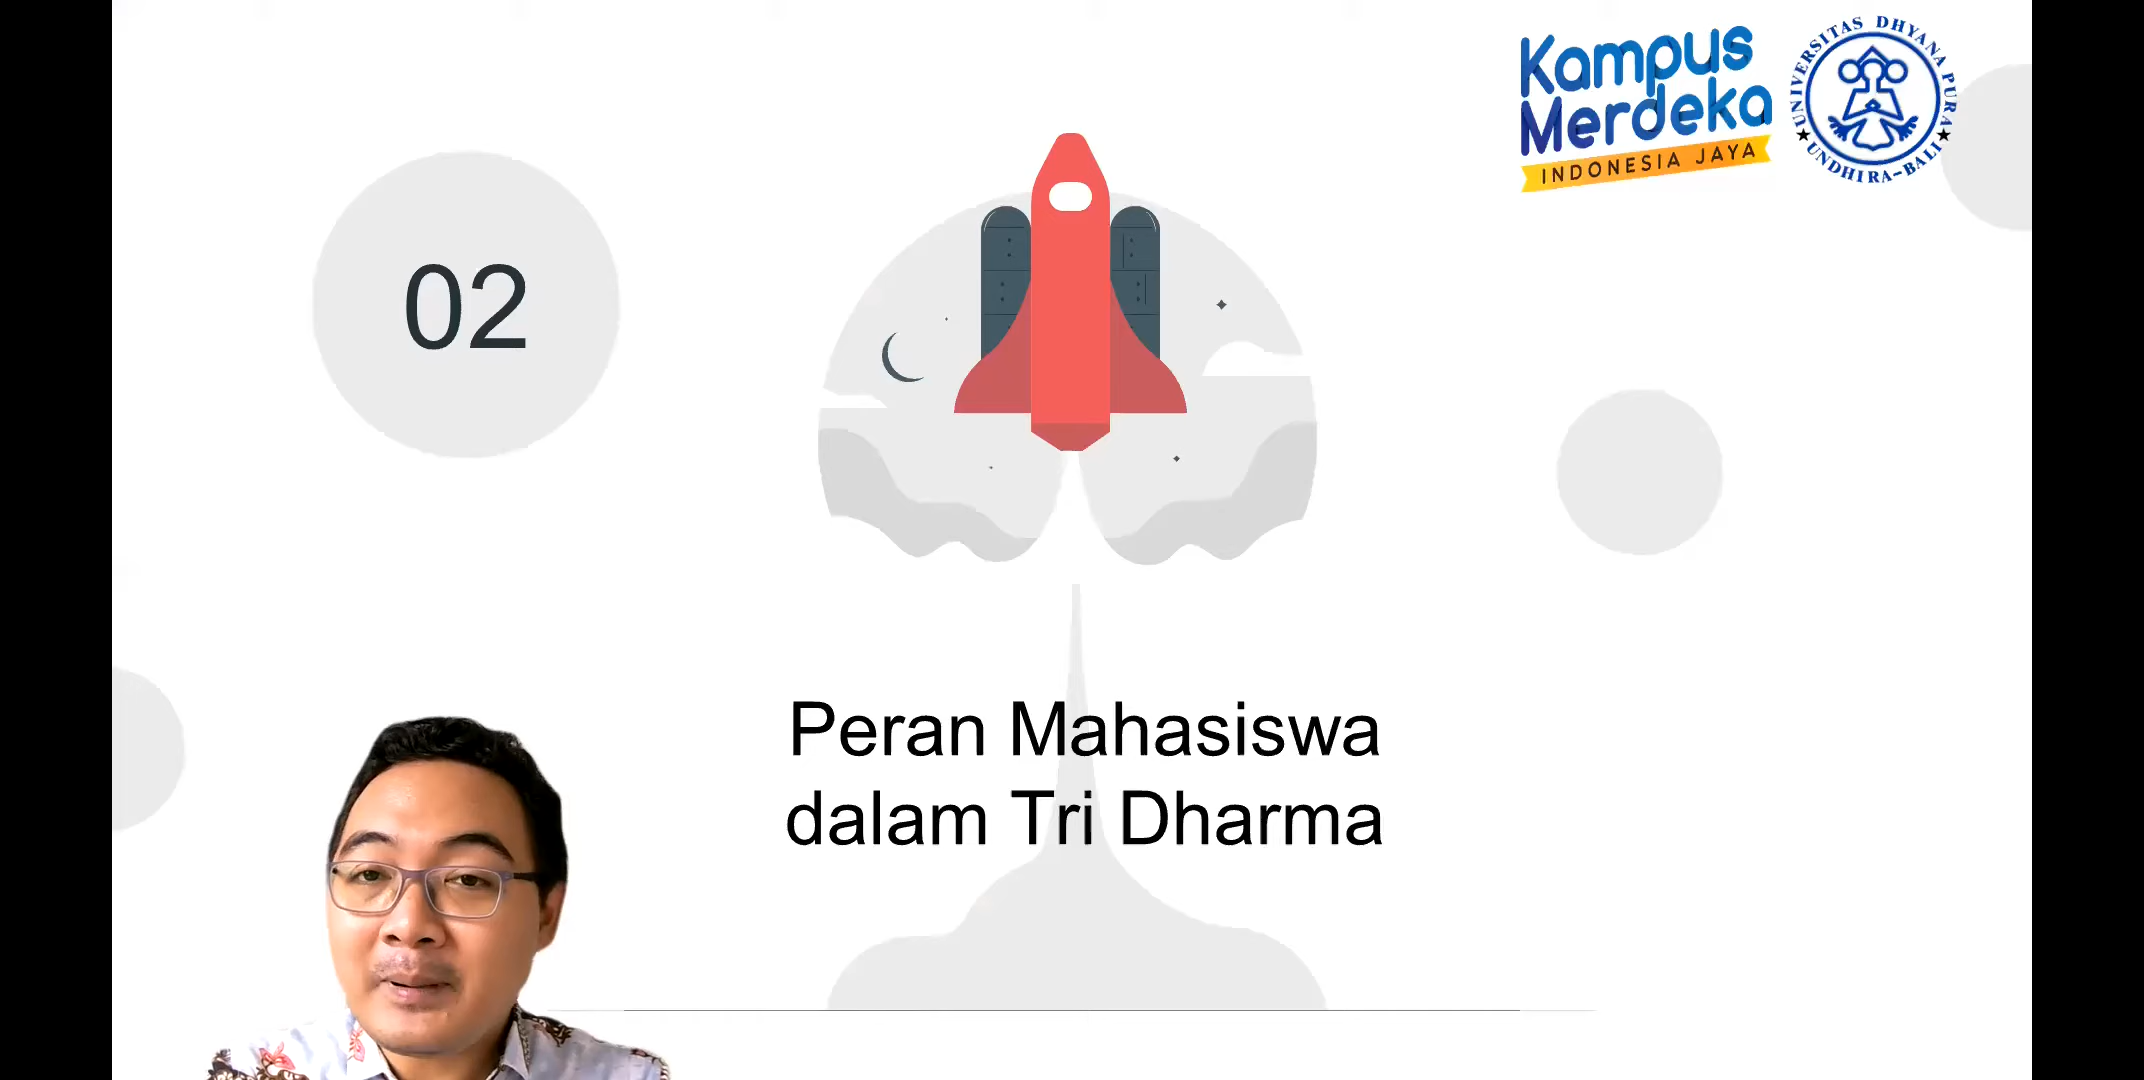 Kampus
Merdeka
INDONESIA JAYA
UNIVERSITAS DHYANA PURA
UNDHIRA-BALI
02
Peran Mahasiswa
dalam Tri Dharma